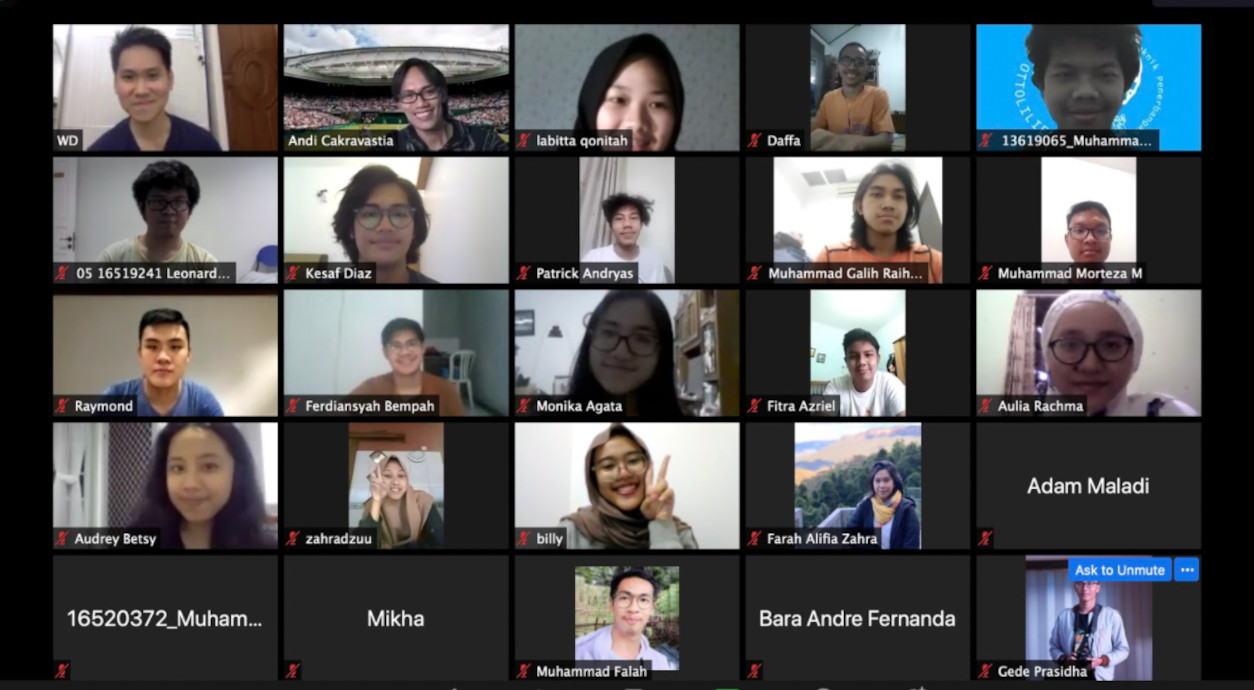 WD
Andi Cakravastia
labitta qonitah
Daffa
13619065_Muhamma...
05 16519241 Leonard...
Kesaf Diaz
Patrick Andryas
Muhammad Galih Raih...
Muhammad Morteza M
Raymond
Ferdiansyah Bempah
Monika Agata
Fitra Azriel
Aulia Rachma
Audrey Betsy
zahradzuu
billy
Farah Alifia Zahra
Adam Maladi
16520372_Muham...
Mikha
Muhammad Falah
Bara Andre Fernanda
Ask to Unmute
Gede Prasidha